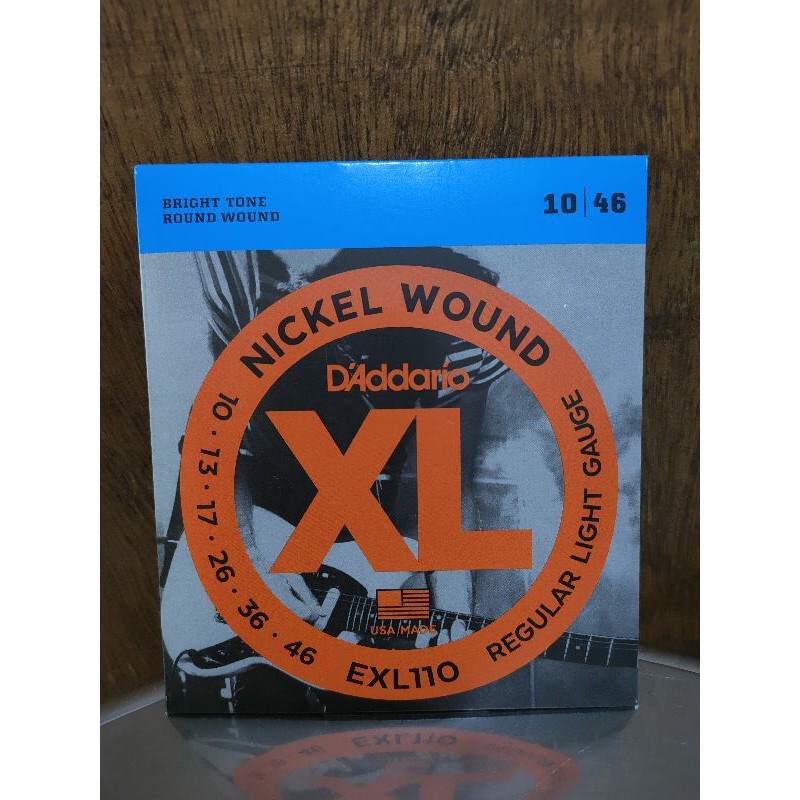 BRIGHT TONE
ROUND WOUND
10|46
NICKEL WOUND
D'Addario
XL
USA MADE
10 · 13 · 17 · 26 · 36 · 46
EXL110
REGULAR LIGHT GAUGE
EXL110